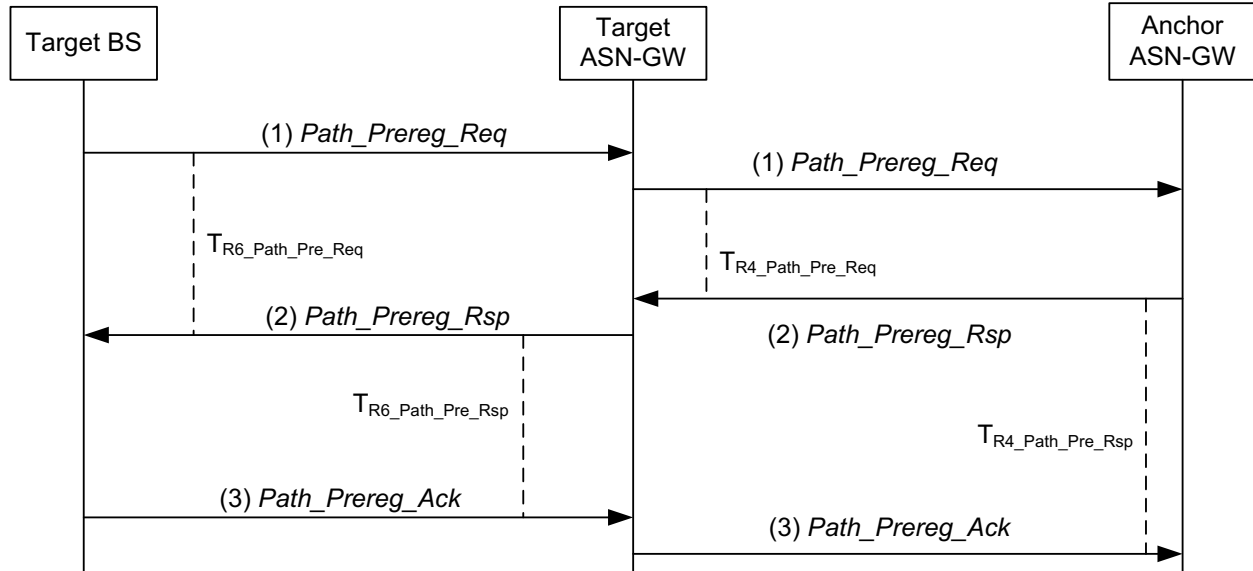 Target BS
Target
ASN-GW
Anchor
ASN-GW
(1) Path_Prereg_Req
(1) Path_Prereg_Req
TR6_Path_Pre_Req
TR4_Path_Pre_Req
(2) Path_Prereg_Rsp
(2) Path_Prereg_Rsp
TR6_Path_Pre_Rsp
TR4_Path_Pre_Rsp
(3) Path_Prereg_Ack
(3) Path_Prereg_Ack